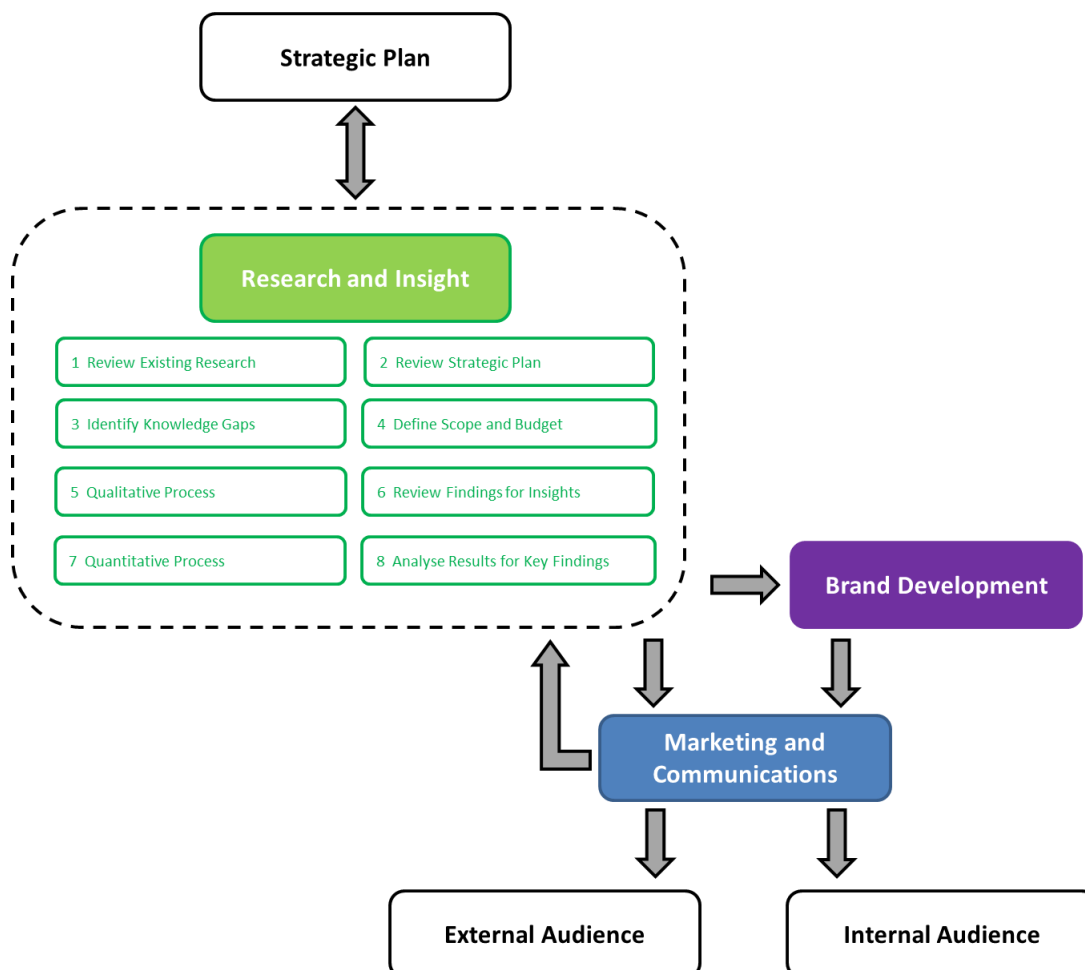 Strategic Plan
Research and Insight
1 Review Existing Research
2 Review Strategic Plan
3 Identify Knowledge Gaps
4 Define Scope and Budget
5 Qualitative Process
6 Review Findings for Insights
7 Quantitative Process
8 Analyse Results for Key Findings
Brand Development
Marketing and
Communications
External Audience
Internal Audience